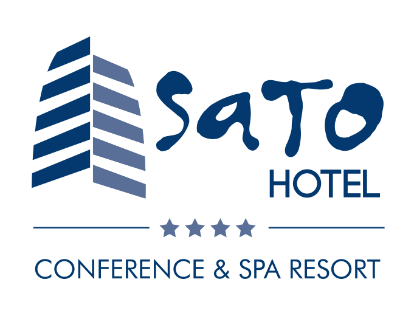 SaTO
HOTEL
CONFERENCE & SPA RESORT